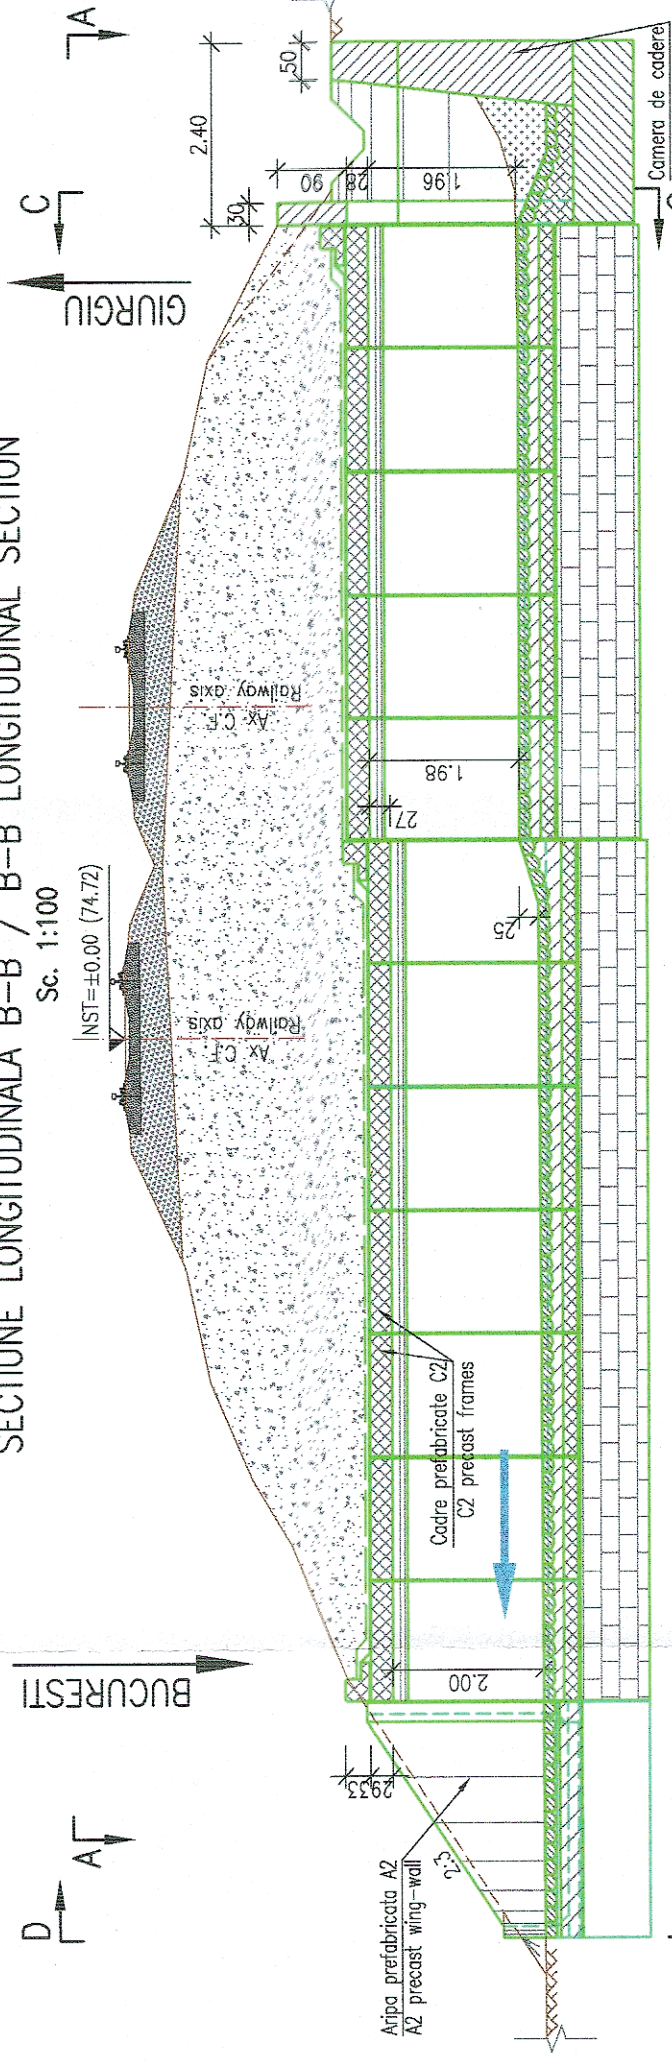 SECTIUNE LONGITUDINALA B-B / B-B LONGITUDINAL SECTION
Sc. 1:100
D
A
BUCURESTI
GIURGIU
C
A
NST=±0.00 (74.72)
Ax C.F.
Railway axis
Ax C.F.
Railway axis
2.40
30
50
90
28
1.96
1.98
27
25
2.00
33
29
2:3
Cadre prefabricate C2
C2 precast frames
Aripa prefabricata A2
A2 precast wing-wall
Camera de cadere